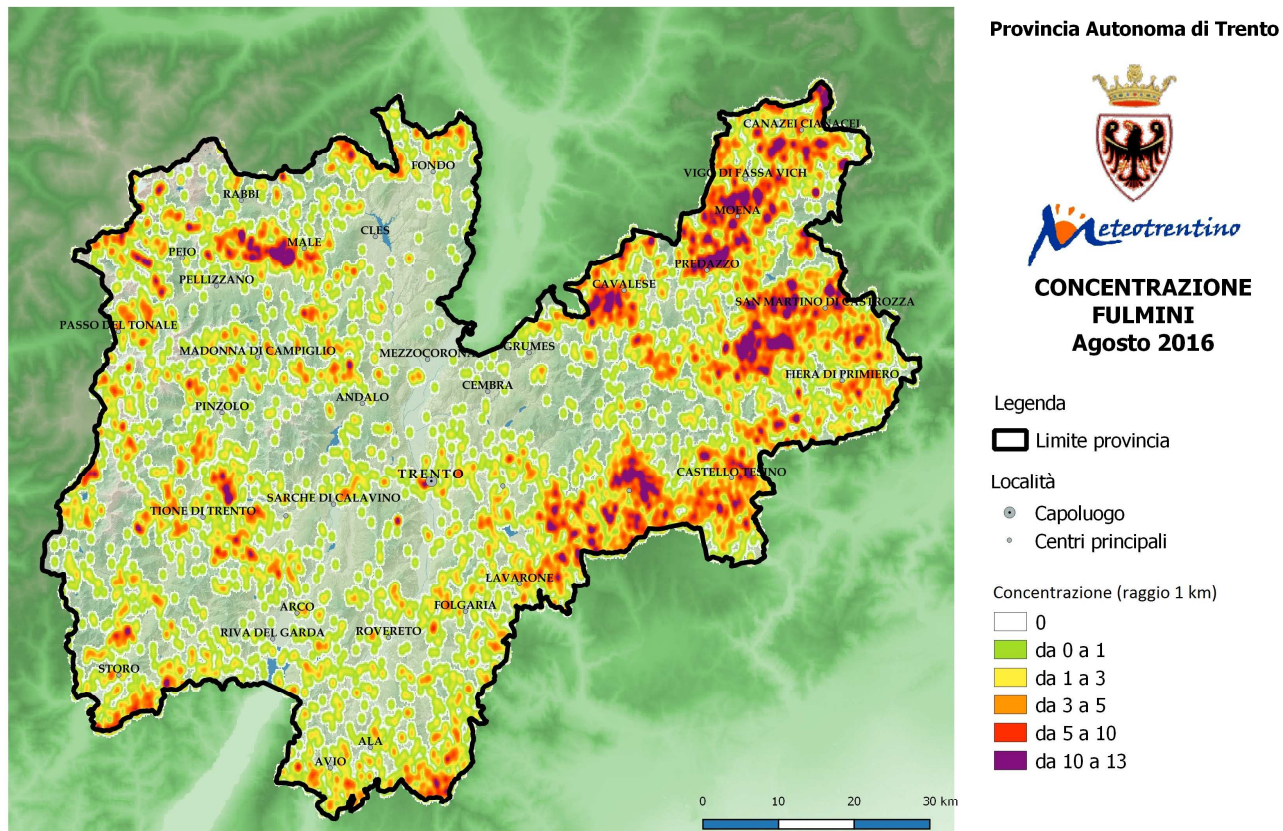 Provincia Autonoma di Trento
Meteotrentino
CONCENTRAZIONE
FULMINI
Agosto 2016
Legenda
Limite provincia
Località
Capoluogo
Centri principali
Concentrazione (raggio 1 km)
0
da 0 a 1
da 1 a 3
da 3 a 5
da 5 a 10
da 10 a 13
CANAZEI CIANACEI
FONDO
VIGO DI FASSA VICH
RABBI
MOENA
CLES
MALE
PEIO
PREDAZZO
PELLIZZANO
CAVALESE
SAN MARTINO DI CASTROZZA
PASSO DEL TONALE
GRUMES
MADONNA DI CAMPIGLIO
MEZZOCORONA
FIERA DI PRIMIERO
CEMBRA
ANDALO
PINZOLO
CASTELLO TESINO
TRENTO
SARCHE DI CALAVINO
TIONE DI TRENTO
LAVARONE
FOLGARIA
ARCO
RIVA DEL GARDA
ROVERETO
STORO
ALA
AVIO
0 10 20 30 km